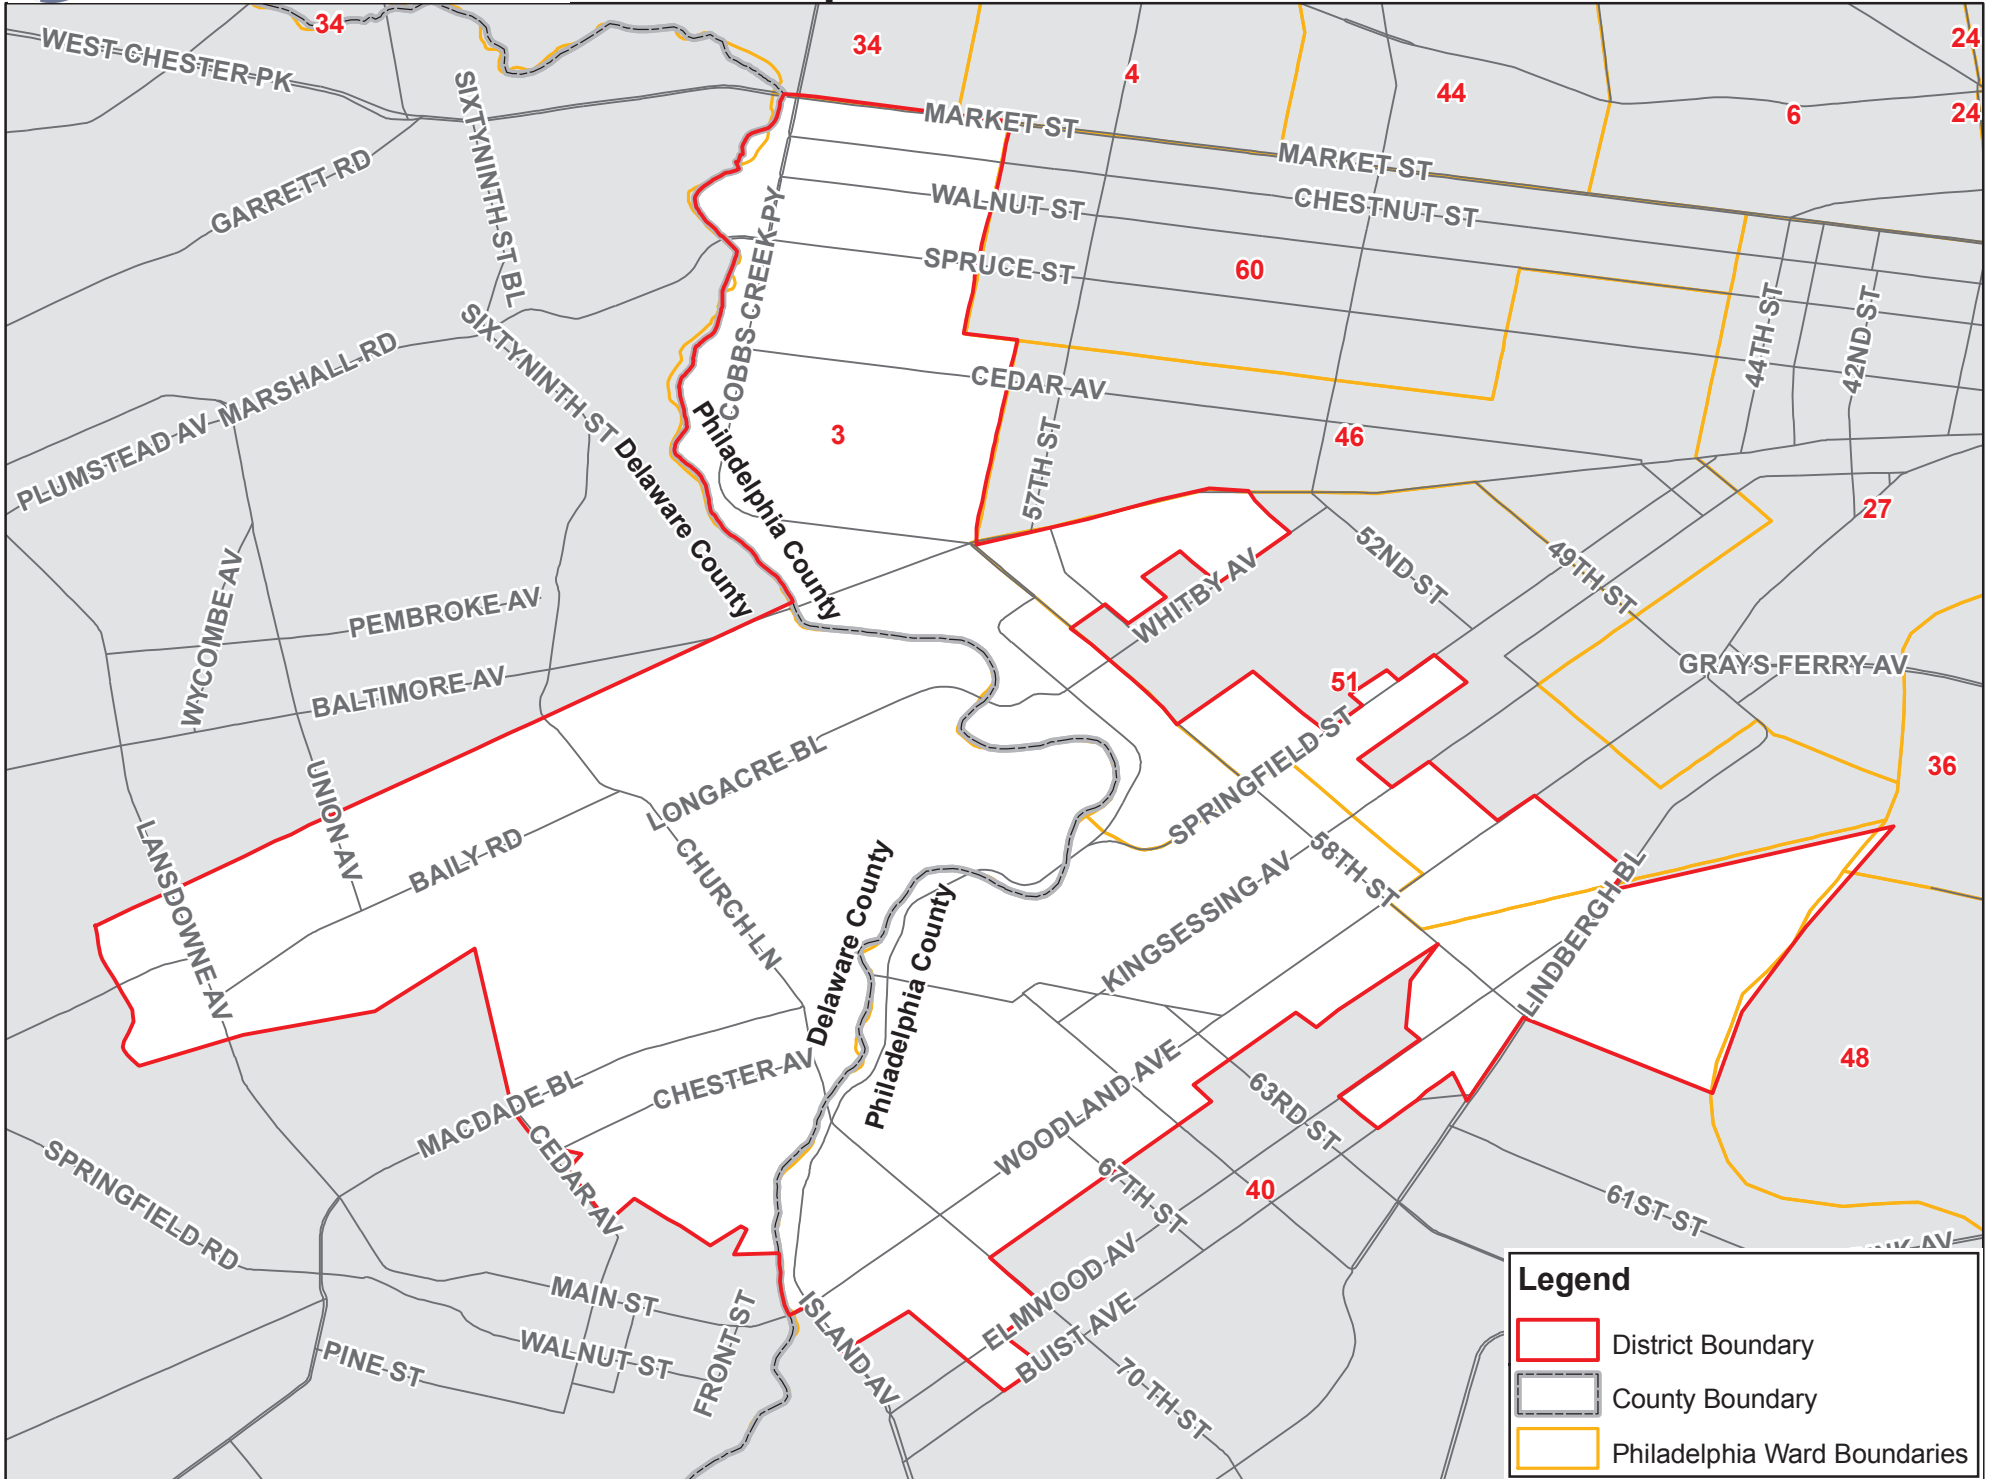 34
34
24
WEST CHESTER PK
4
44
6
24
SIXTYNINTH ST BL
MARKET ST
MARKET ST
GARRETT RD
WALNUT ST
CHESTNUT ST
COBBS CREEK PY
SPRUCE ST
60
44TH ST
42ND ST
SIXTYNINTH ST
MARSHALL RD
CEDAR AV
PLUMSTEAD AV
3
46
57TH ST
Philadelphia County
Delaware County
27
52ND ST
49TH ST
WHITBY AV
WYCOMBE AV
PEMBROKE AV
BALTIMORE AV
GRAYS FERRY AV
51
SPRINGFIELD ST
LONGACRE BL
36
UNION AV
BAILY RD
LANSDOWNE AV
CHURCH LN
58TH ST
KINGSESSING AV
LINDBERGH BL
Delaware County
Philadelphia County
48
CHESTER AV
MACDADE BL
WOODLAND AVE
63RD ST
CEDAR AV
SPRINGFIELD RD
67TH ST
40
61ST ST
ELMWOOD AV
BUIST AVE
MAIN ST
ISLAND AV
FRONT ST
WALNUT ST
PINE ST
70 TH ST
Legend
District Boundary
County Boundary
Philadelphia Ward Boundaries